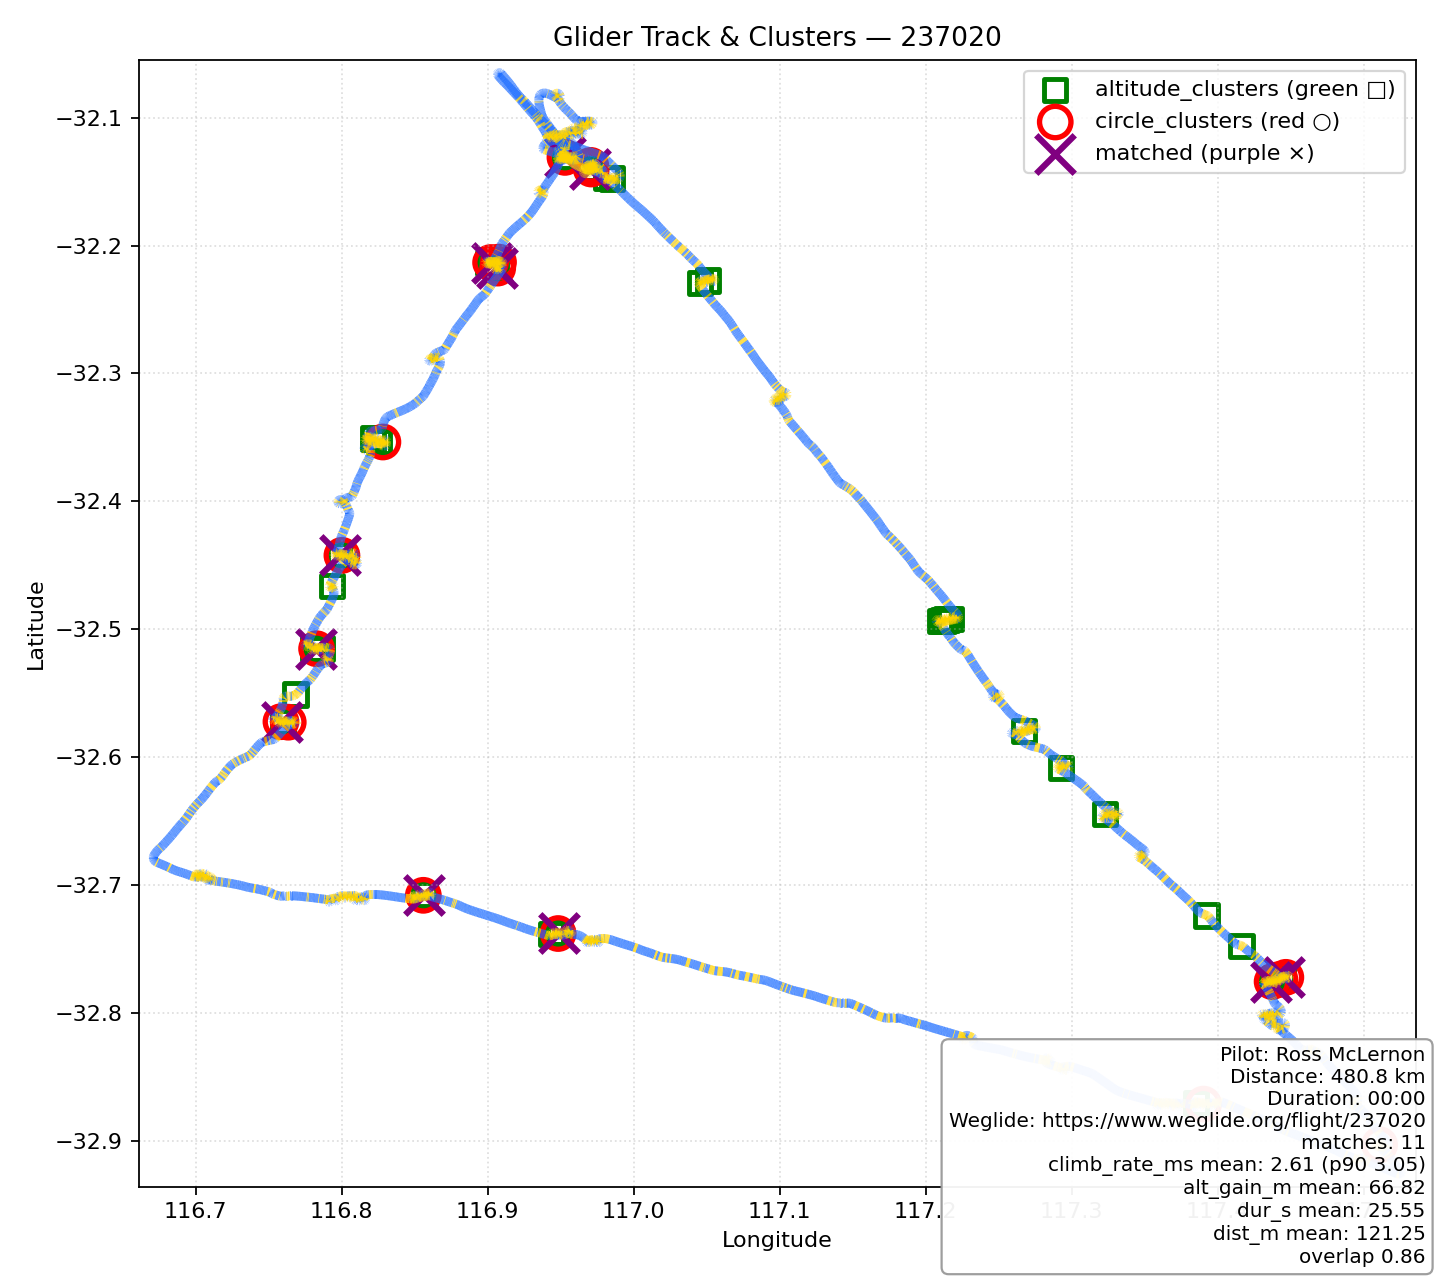 Glider Track & Clusters — 237020
altitude_clusters (green □)
circle_clusters (red ○)
matched (purple ×)
−32.1
−32.2
−32.3
−32.4
−32.5
−32.6
−32.7
−32.8
−32.9
Latitude
116.7 116.8 116.9 117.0 117.1 117.2 117.3
Longitude
Pilot: Ross McLernon
Distance: 480.8 km
Duration: 00:00
Weglide: https://www.weglide.org/flight/237020
matches: 11
climb_rate_ms mean: 2.61 (p90 3.05)
alt_gain_m mean: 66.82
dur_s mean: 25.55
dist_m mean: 121.25
overlap 0.86